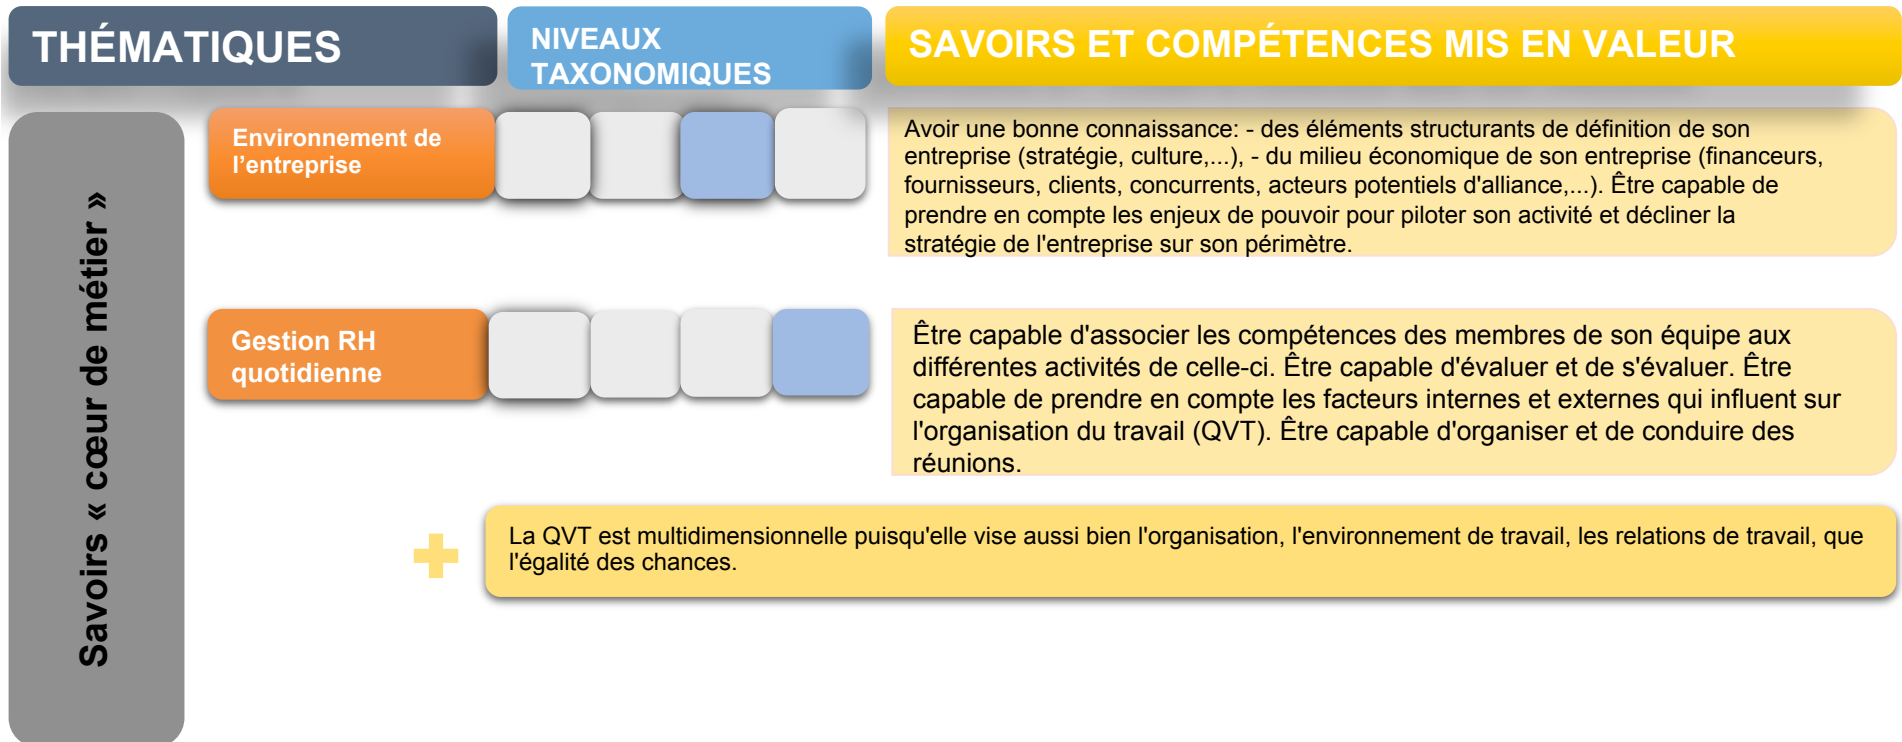 THÉMATIQUES
NIVEAUX
TAXONOMIQUES
SAVOIRS ET COMPÉTENCES MIS EN VALEUR
Savoirs « cœur de métier »
Environnement de
l’entreprise
Avoir une bonne connaissance: - des éléments structurants de définition de son
entreprise (stratégie, culture,...), - du milieu économique de son entreprise (financeurs,
fournisseurs, clients, concurrents, acteurs potentiels d'alliance,...). Être capable de
prendre en compte les enjeux de pouvoir pour piloter son activité et décliner la
stratégie de l'entreprise sur son périmètre.
Gestion RH
quotidienne
Être capable d'associer les compétences des membres de son équipe aux
différentes activités de celle-ci. Être capable d'évaluer et de s'évaluer. Être
capable de prendre en compte les facteurs internes et externes qui influent sur
l'organisation du travail (QVT). Être capable d'organiser et de conduire des
réunions.
La QVT est multidimensionnelle puisqu'elle vise aussi bien l'organisation, l'environnement de travail, les relations de travail, que
l'égalité des chances.